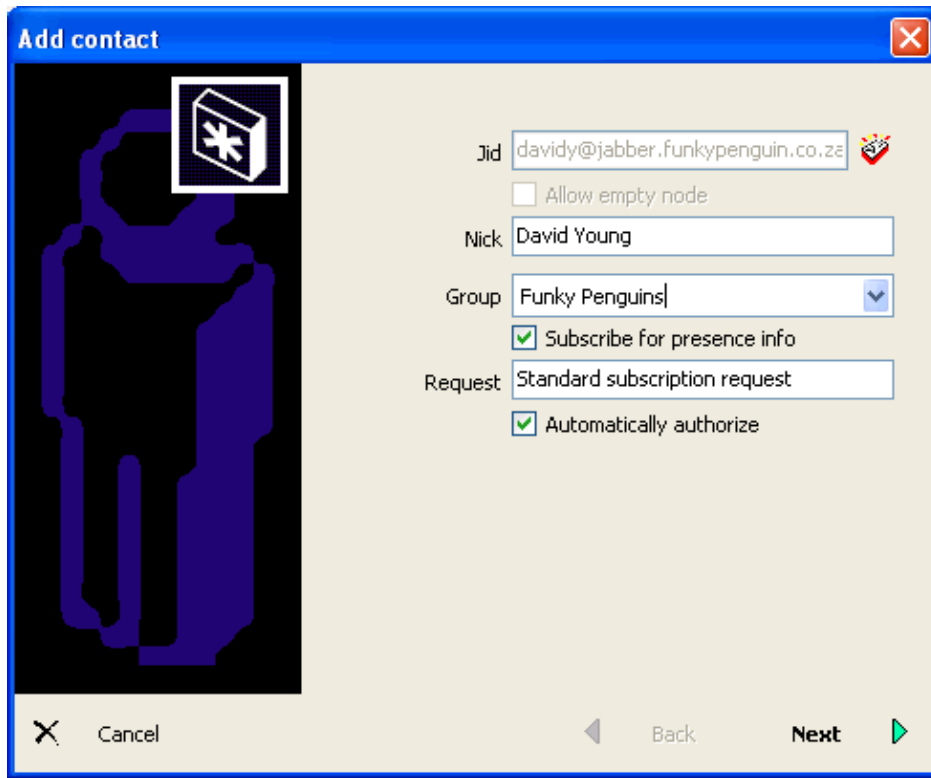 Add contact
Jid davidy@jabber.funkypenguin.co.za
Allow empty node
Nick David Young
Group Funky Penguins
Subscribe for presence info
Request Standard subscription request
Automatically authorize
Cancel Back Next